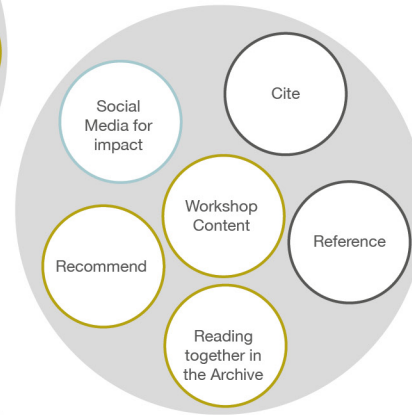 Cite
Social
Media for
impact
Workshop
Content
Reference
Recommend
Reading
together in
the Archive